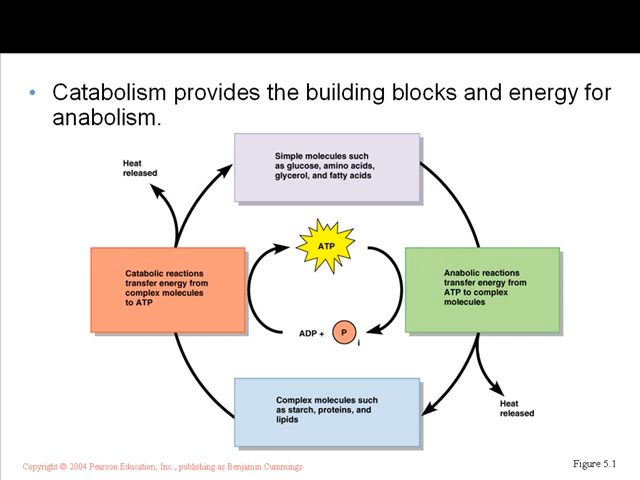 • Catabolism provides the building blocks and energy for
anabolism.
Simple molecules such
as glucose, amino acids,
glycerol, and fatty acids
Heat
released
ATP
Catabolic reactions
transfer energy from
complex molecules
to ATP
Anabolic reactions
transfer energy from
ATP to complex
molecules
ADP + P i
Complex molecules such
as starch, proteins, and
lipids
Heat
released
Copyright © 2004 Pearson Education, Inc., publishing as Benjamin Cummings
Figure 5.1